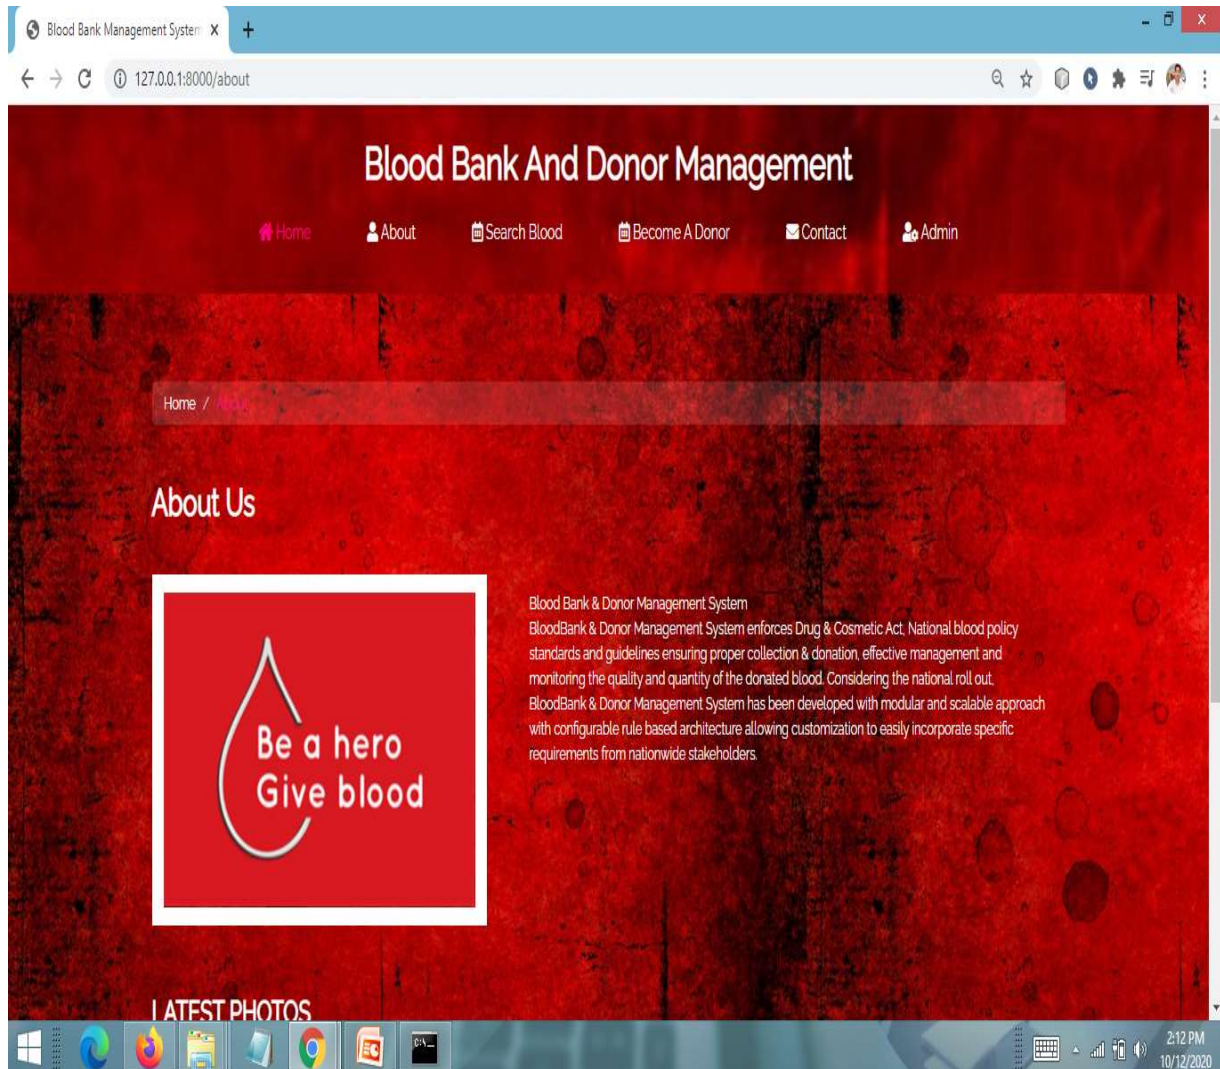 Blood Bank Management System
127.0.0.1:8000/about
Blood Bank And Donor Management
Home About Search Blood Become A Donor Contact Admin
Home / About
About Us
Be a hero
Give blood
Blood Bank & Donor Management System
BloodBank & Donor Management System enforces Drug & Cosmetic Act, National blood policy
standards and guidelines ensuring proper collection & donation, effective management and
monitoring the quality and quantity of the donated blood. Considering the national roll out,
BloodBank & Donor Management System has been developed with modular and scalable approach
with configurable rule based architecture allowing customization to easily incorporate specific
requirements from nationwide stakeholders.
LATEST PHOTOS
C:\_
2:12 PM
10/12/2020